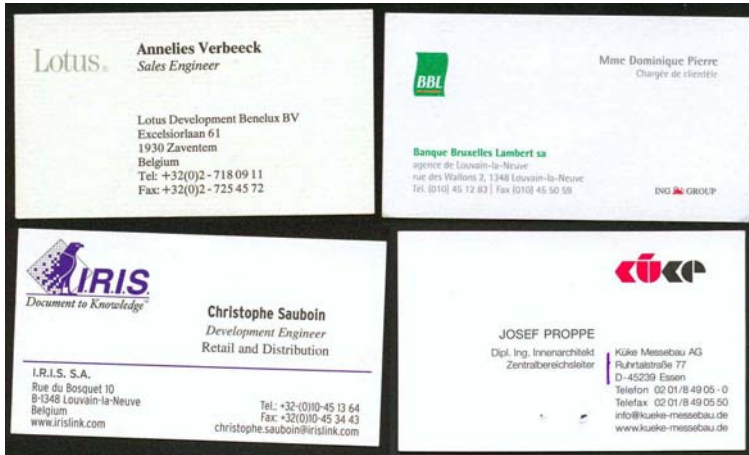 Lotus®
Annelies Verbeeck
Sales Engineer
Lotus Development Benelux BV
Excelsiorlaan 61
1930 Zaventem
Belgium
Tel: +32(0)2 - 718 09 11
Fax: +32(0)2 - 725 45 72
BBL
Mme Dominique Pierre
Chargée de clientèle
Banque Bruxelles Lambert sa
agence de Louvain-la-Neuve
rue des Wallons 2, 1348 Louvain-la-Neuve
Tél. (010) 45 12 83 | Fax (010) 45 50 59
ING GROUP
I.R.I.S.
Document to Knowledge™
Christophe Sauboin
Development Engineer
Retail and Distribution
I.R.I.S. S.A.
Rue du Bosquet 10
B-1348 Louvain-la-Neuve
Belgium
www.irislink.com
Tel.: +32-(0)10-45 13 64
Fax: +32-(0)10-45 34 43
christophe.sauboin@irislink.com
KÜKE
JOSEF PROPPE
Dipl. Ing. Innenarchitekt
Zentralbereichsleiter
Küke Messebau AG
Ruhrtalstraße 77
D-45239 Essen
Telefon 02 01/8 49 05 - 0
Telefax 02 01/8 49 05 50
info@kueke-messebau.de
www.kueke-messebau.de